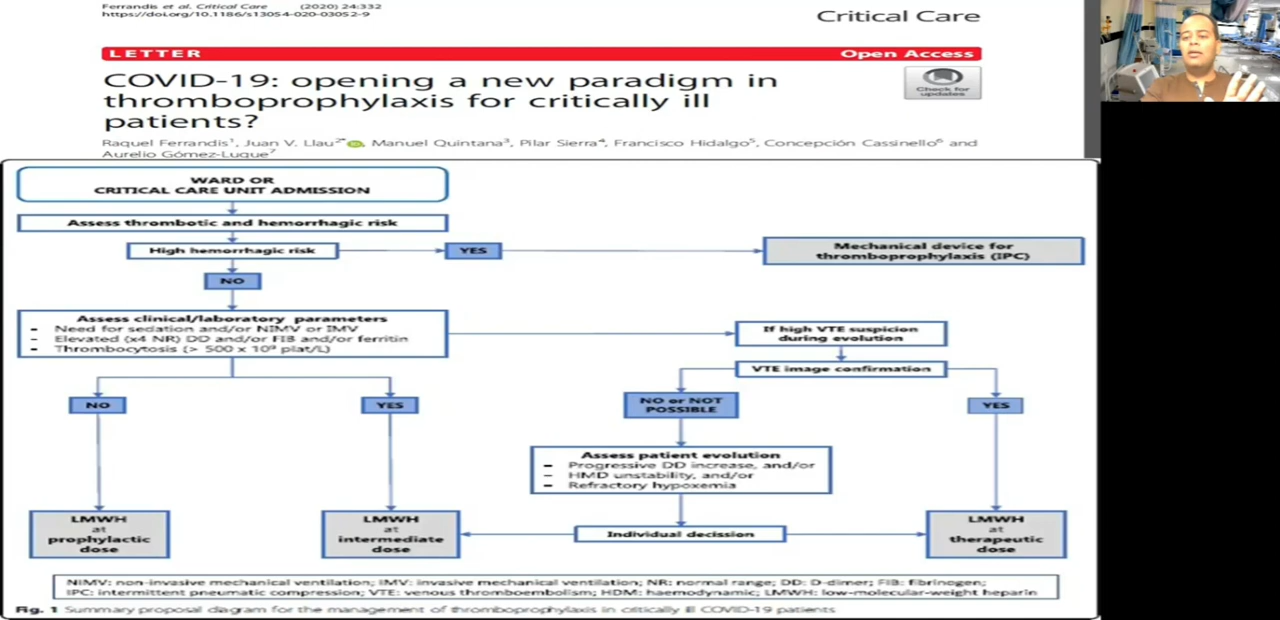 Ferrandis et al. Critical Care (2020) 24:332
https://doi.org/10.1186/s13054-020-03052-9
Critical Care
LETTER
Open Access
COVID-19: opening a new paradigm in
thromboprophylaxis for critically ill
patients?
Check for
updates
Raquel Ferrandis1, Juan V. Llau2*, Manuel Quintana3, Pilar Sierra4, Francisco Hidalgo5, Concepción Cassinello6 and
Aurelio Gómez-Luque7
WARD OR
CRITICAL CARE UNIT ADMISSION
Assess thrombotic and hemorrhagic risk
High hemorrhagic risk
YES
Mechanical device for
thromboprophylaxis (IPC)
NO
Assess clinical/laboratory parameters
- Need for sedation and/or NIMV or IMV
- Elevated (x4 NR) DD and/or FIB and/or ferritin
- Thrombocytosis (> 500 x 10⁹ plat/L)
If high VTE suspicion
during evolution
VTE image confirmation
NO
YES
NO or NOT
POSSIBLE
YES
Assess patient evolution
- Progressive DD increase, and/or
- HMD unstability, and/or
- Refractory hypoxemia
LMWH
at
prophylactic
dose
LMWH
at
intermediate
dose
Individual decission
LMWH
at
therapeutic
dose
NIMV: non-invasive mechanical ventilation; IMV: invasive mechanical ventilation; NR: normal range; DD: D-dimer; FIB: fibrinogen;
IPC: intermittent pneumatic compression; VTE: venous thromboembolism; HDM: haemodynamic; LMWH: low-molecular-weight heparin
Fig. 1 Summary proposal diagram for the management of thromboprophylaxis in critically ill COVID-19 patients